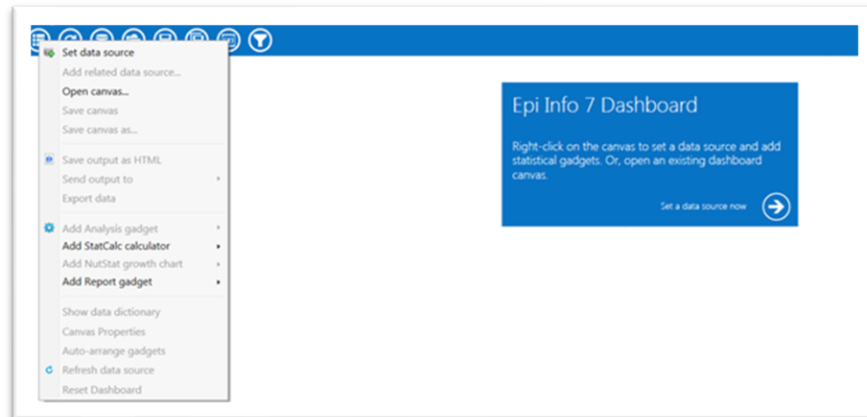 Set data source
Add related data source...
Open canvas...
Save canvas
Save canvas as...
Save output as HTML
Send output to
Export data
Add Analysis gadget
Add StatCalc calculator
Add NutStat growth chart
Add Report gadget
Show data dictionary
Canvas Properties
Auto-arrange gadgets
Refresh data source
Reset Dashboard
Epi Info 7 Dashboard
Right-click on the canvas to set a data source and add
statistical gadgets. Or, open an existing dashboard
canvas.
Set a data source now